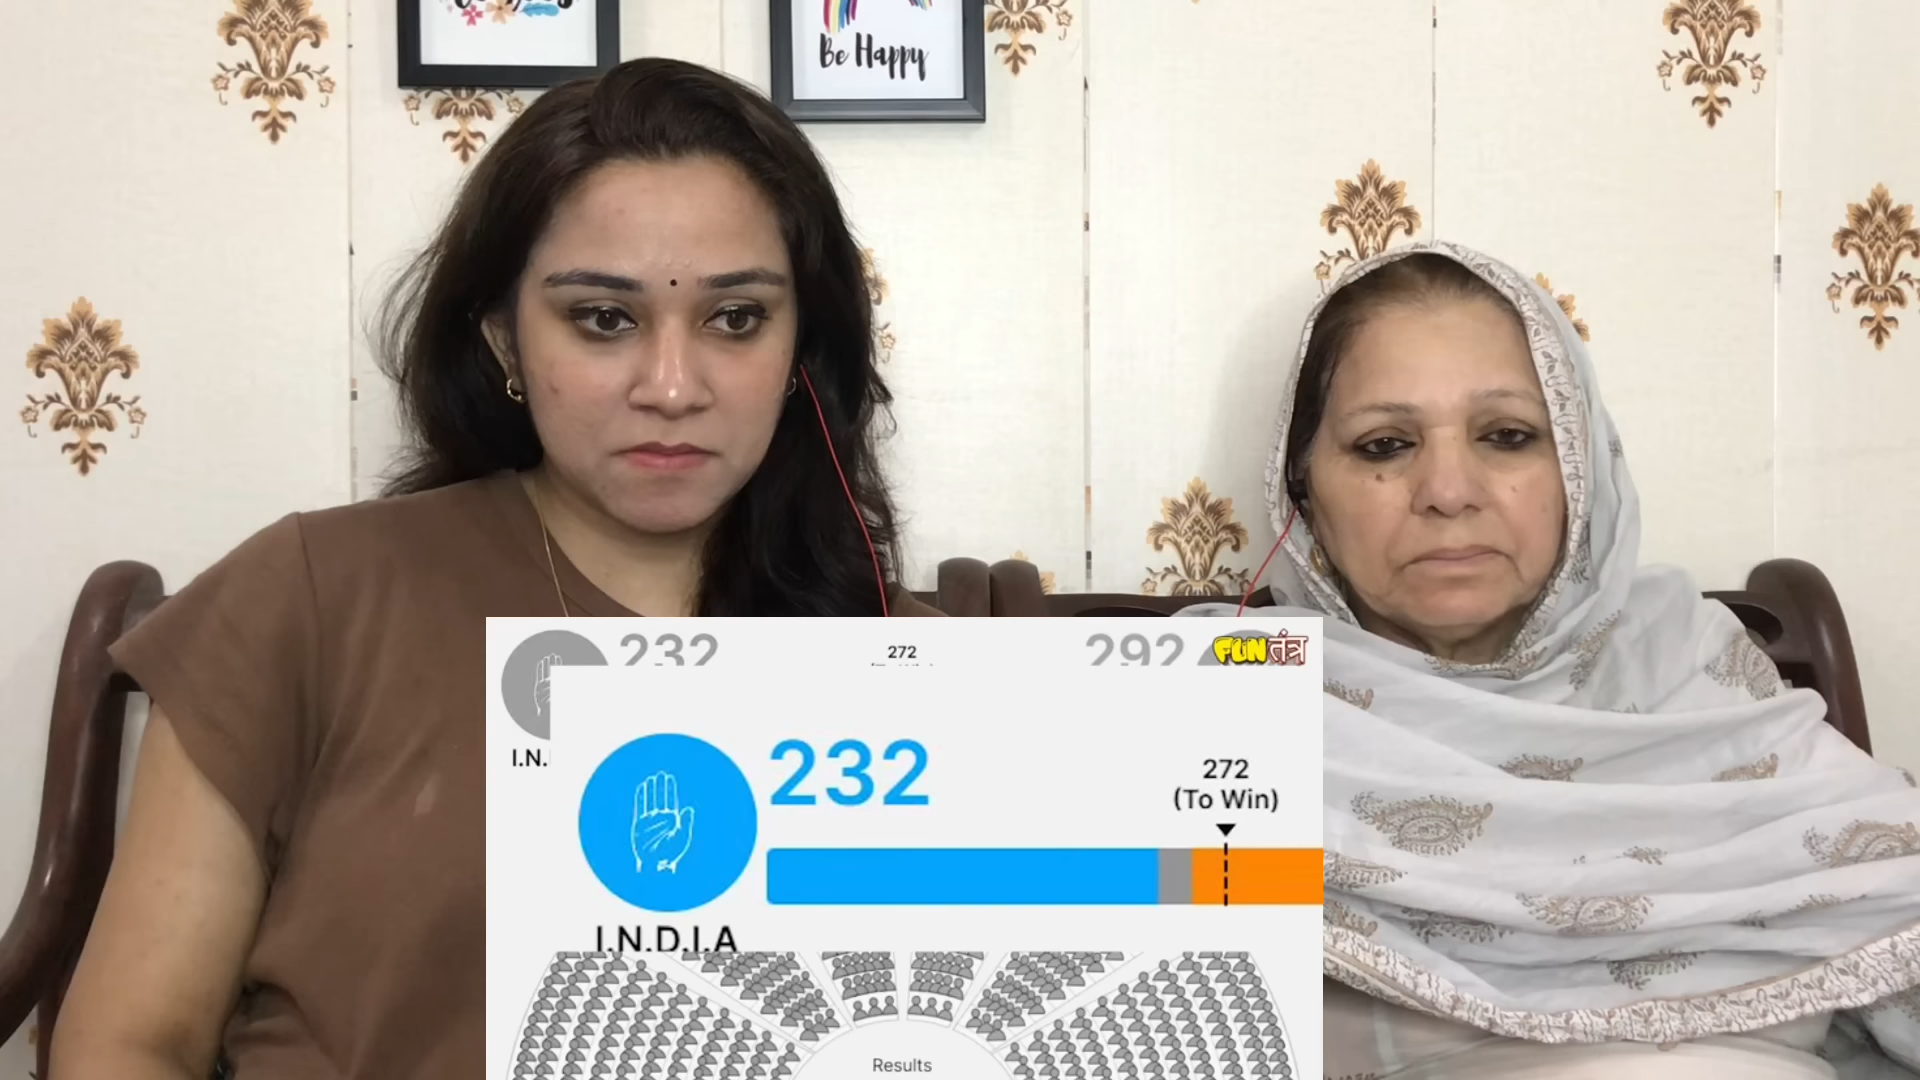 Be Happy
232
272
292
FUNतंत्र
I.N.
232
272
(To Win)
I.N.D.I.A
Results